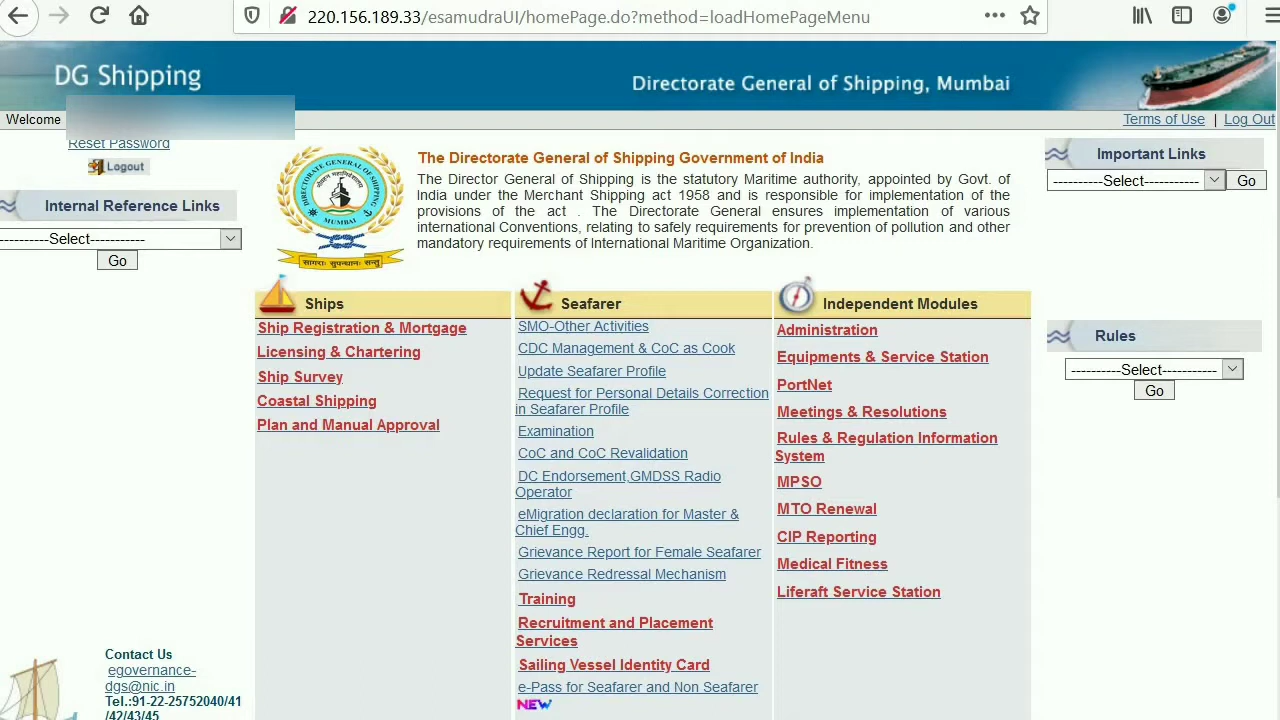 220.156.189.33/esamudraUI/homePage.do?method=loadHomePageMenu
DG Shipping
Directorate General of Shipping, Mumbai
Welcome
Terms of Use | Log Out
Reset Password
Logout
Internal Reference Links
----------Select-----------
Go
DIRECTORATE GENERAL OF SHIPPING
MUMBAI
The Directorate General of Shipping Government of India
The Director General of Shipping is the statutory Maritime authority, appointed by Govt. of
India under the Merchant Shipping act 1958 and is responsible for implementation of the
provisions of the act . The Directorate General ensures implementation of various
international Conventions, relating to safely requirements for prevention of pollution and other
mandatory requirements of International Maritime Organization.
Important Links
----------Select-----------
Go
Ships
Ship Registration & Mortgage
Licensing & Chartering
Ship Survey
Coastal Shipping
Plan and Manual Approval
Seafarer
SMO-Other Activities
CDC Management & CoC as Cook
Update Seafarer Profile
Request for Personal Details Correction
in Seafarer Profile
Examination
CoC and CoC Revalidation
DC Endorsement,GMDSS Radio
Operator
eMigration declaration for Master &
Chief Engg.
Grievance Report for Female Seafarer
Grievance Redressal Mechanism
Training
Recruitment and Placement
Services
Sailing Vessel Identity Card
e-Pass for Seafarer and Non Seafarer
NEW
Independent Modules
Administration
Equipments & Service Station
PortNet
Meetings & Resolutions
Rules & Regulation Information
System
MPSO
MTO Renewal
CIP Reporting
Medical Fitness
Liferaft Service Station
Rules
----------Select-----------
Go
Contact Us
egovernance-
dgs@nic.in
Tel.:91-22-25752040/41
/42/43/45